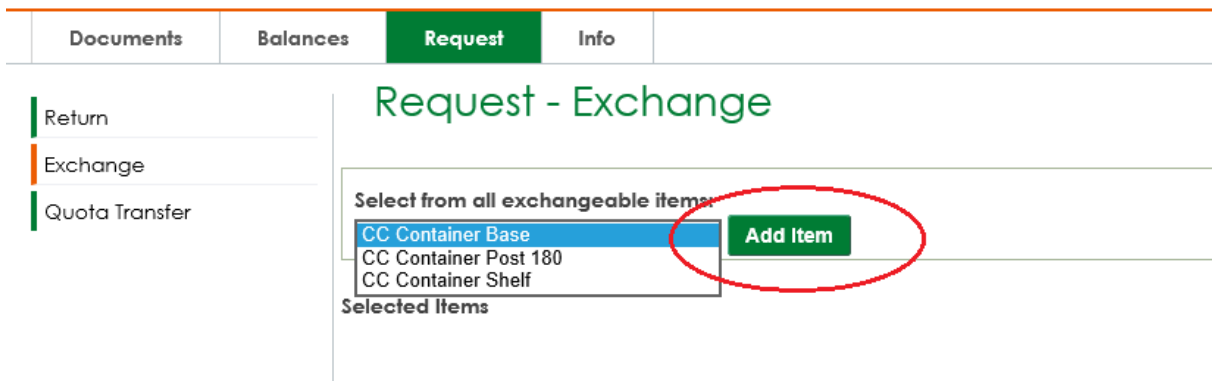 Documents Balances Request Info
Return
Exchange
Quota Transfer
Request - Exchange
Select from all exchangeable items:
CC Container Base
CC Container Post 180
CC Container Shelf
Add Item
Selected Items